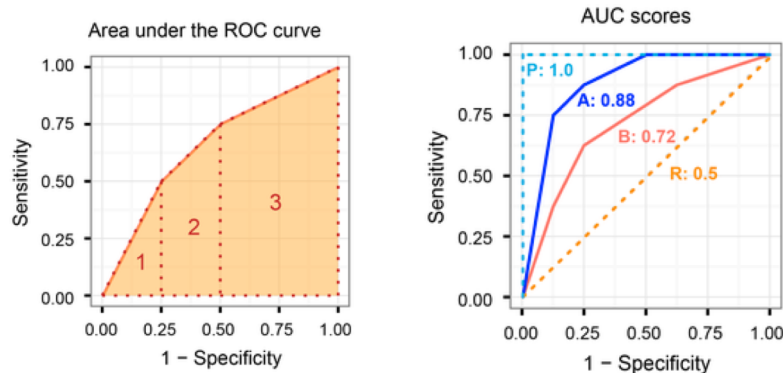 Area under the ROC curve
Sensitivity
1.00
0.75
0.50
0.25
0.00
1
2
3
0.00 0.25 0.50 0.75 1.00
1 − Specificity
AUC scores
Sensitivity
1.00
0.75
0.50
0.25
0.00
P: 1.0
A: 0.88
B: 0.72
R: 0.5
0.00 0.25 0.50 0.75 1.00
1 − Specificity